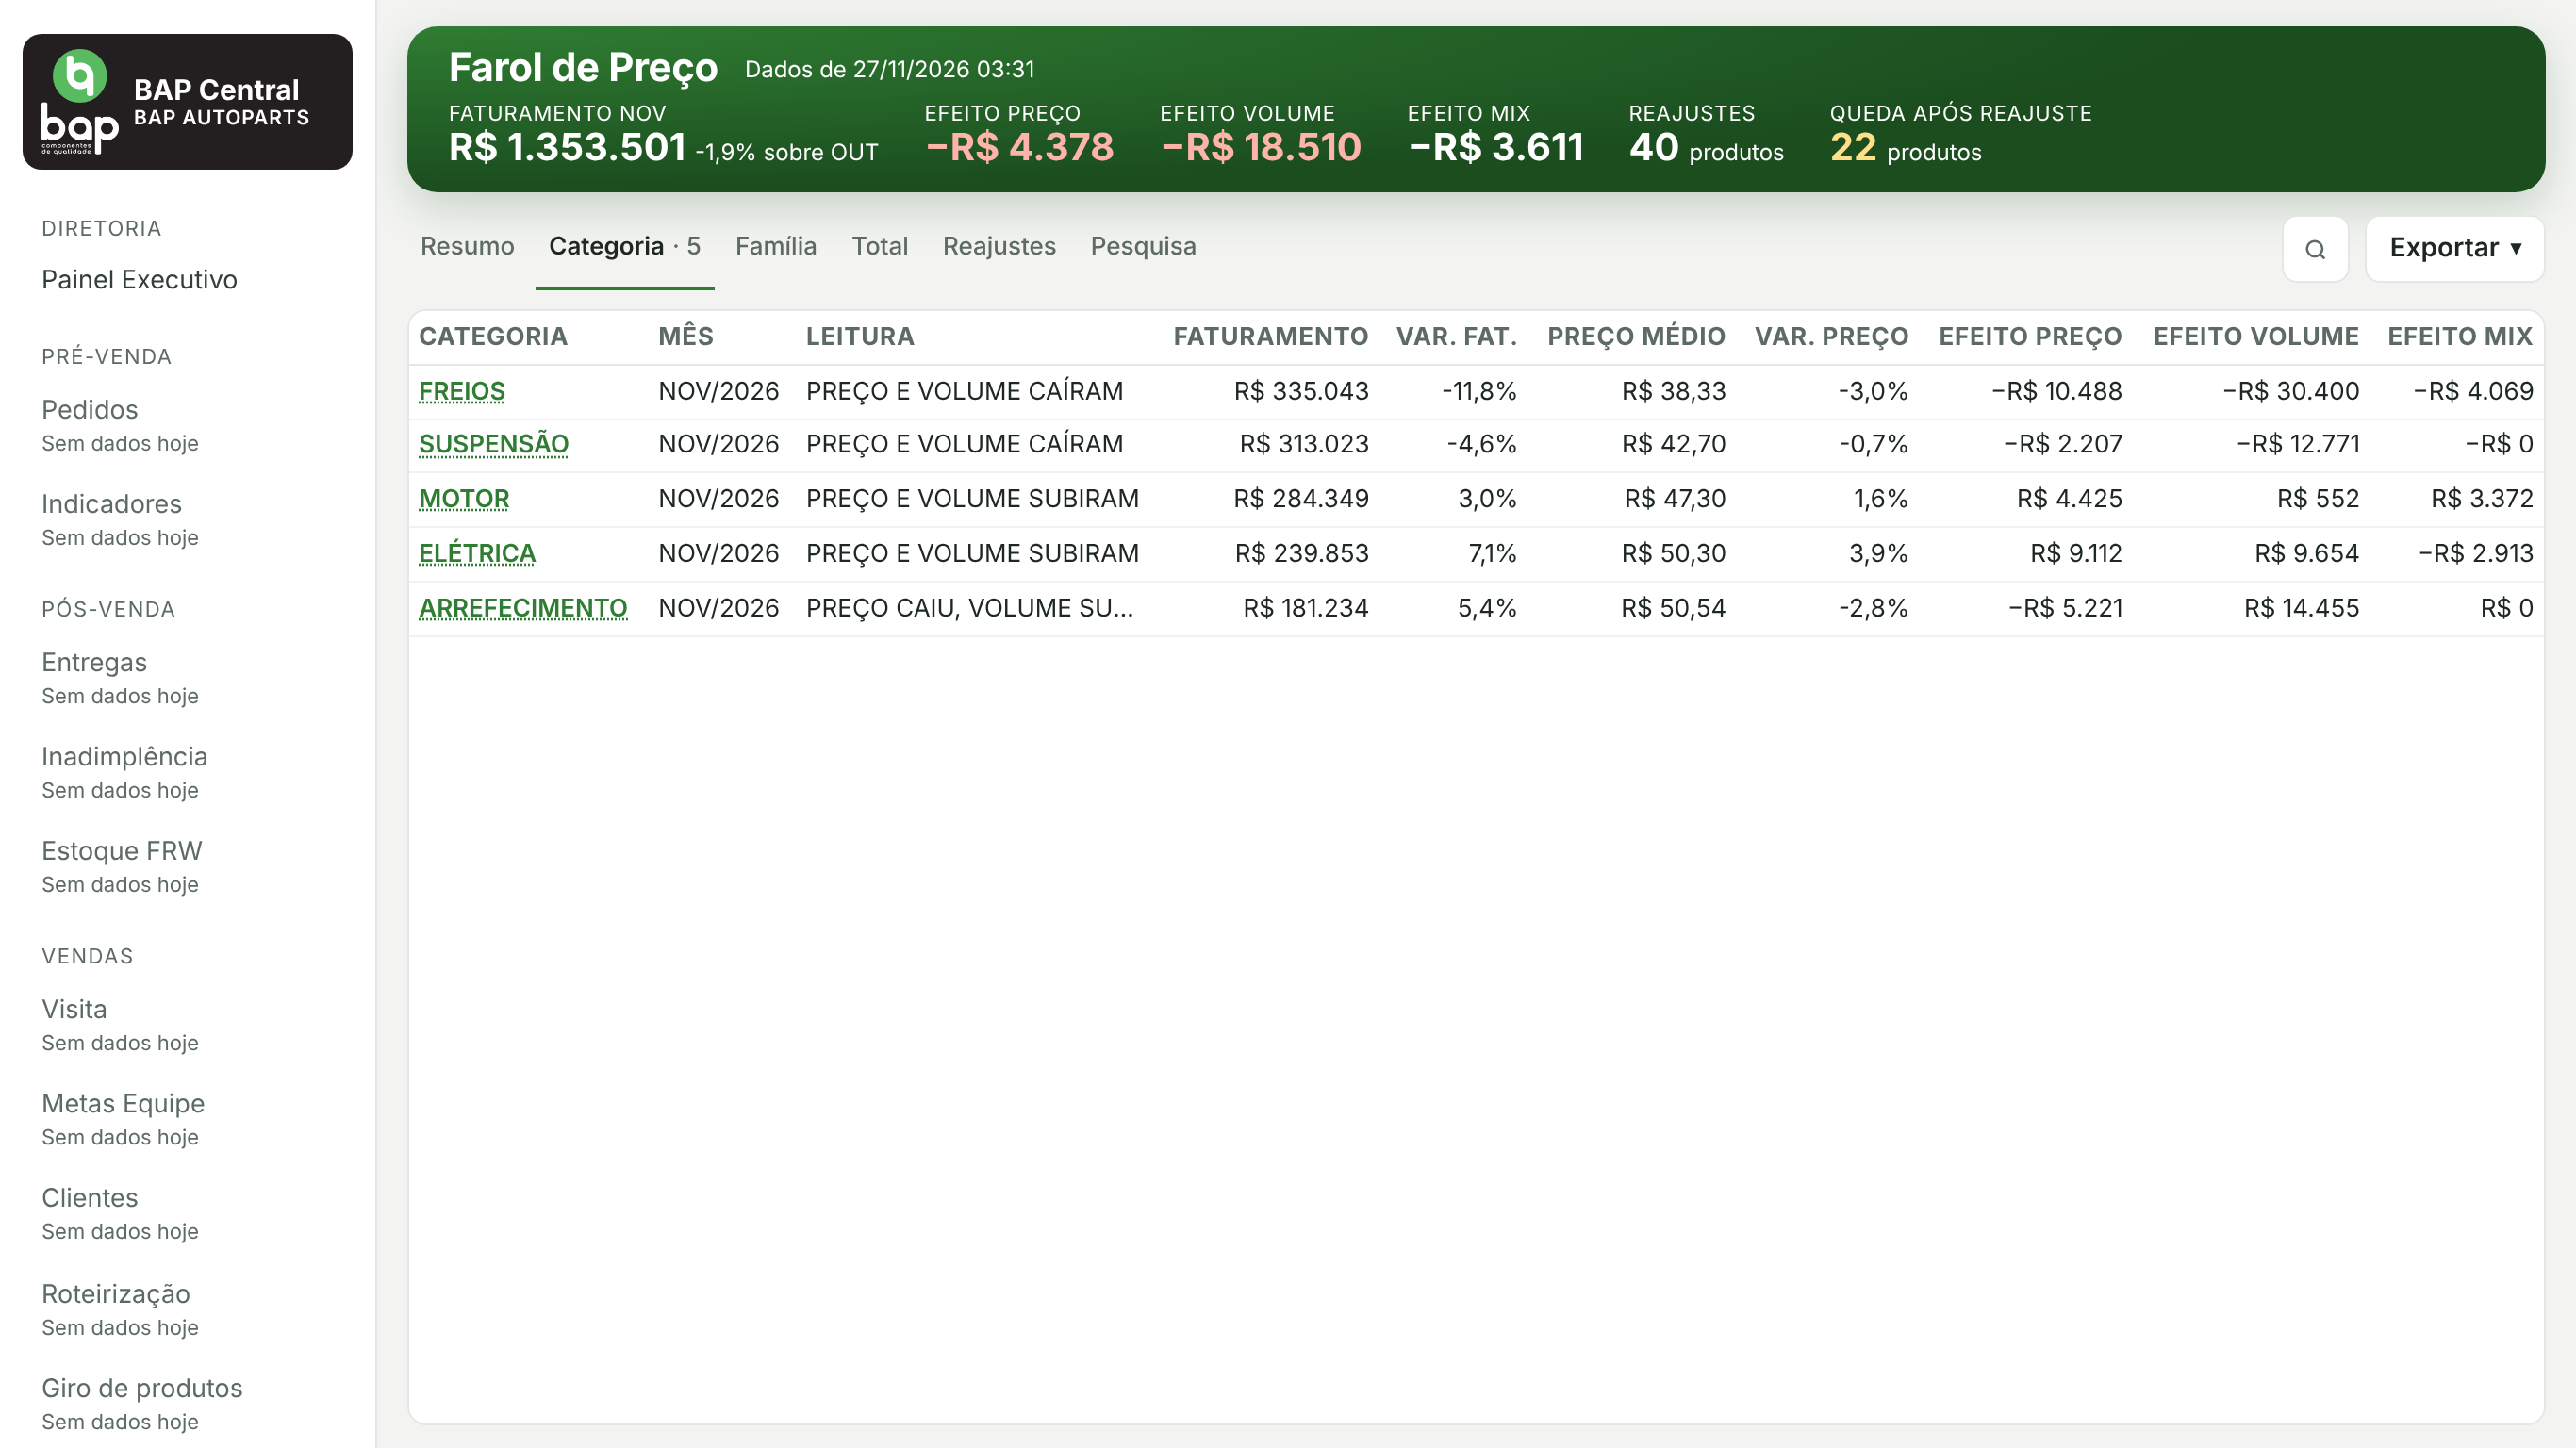 bap
componentes
de qualidade
BAP Central
BAP AUTOPARTS
DIRETORIA
Painel Executivo
PRÉ-VENDA
Pedidos
Sem dados hoje
Indicadores
Sem dados hoje
PÓS-VENDA
Entregas
Sem dados hoje
Inadimplência
Sem dados hoje
Estoque FRW
Sem dados hoje
VENDAS
Visita
Sem dados hoje
Metas Equipe
Sem dados hoje
Clientes
Sem dados hoje
Roteirização
Sem dados hoje
Giro de produtos
Sem dados hoje
Farol de Preço Dados de 27/11/2026 03:31
FATURAMENTO NOV EFEITO PREÇO EFEITO VOLUME EFEITO MIX REAJUSTES QUEDA APÓS REAJUSTE
R$ 1.353.501 -1,9% sobre OUT −R$ 4.378 −R$ 18.510 −R$ 3.611 40 produtos 22 produtos
Resumo Categoria · 5 Família Total Reajustes Pesquisa Exportar ▾
CATEGORIA MÊS LEITURA FATURAMENTO VAR. FAT. PREÇO MÉDIO VAR. PREÇO EFEITO PREÇO EFEITO VOLUME EFEITO MIX
FREIOS NOV/2026 PREÇO E VOLUME CAÍRAM R$ 335.043 -11,8% R$ 38,33 -3,0% −R$ 10.488 −R$ 30.400 −R$ 4.069
SUSPENSÃO NOV/2026 PREÇO E VOLUME CAÍRAM R$ 313.023 -4,6% R$ 42,70 -0,7% −R$ 2.207 −R$ 12.771 −R$ 0
MOTOR NOV/2026 PREÇO E VOLUME SUBIRAM R$ 284.349 3,0% R$ 47,30 1,6% R$ 4.425 R$ 552 R$ 3.372
ELÉTRICA NOV/2026 PREÇO E VOLUME SUBIRAM R$ 239.853 7,1% R$ 50,30 3,9% R$ 9.112 R$ 9.654 −R$ 2.913
ARREFECIMENTO NOV/2026 PREÇO CAIU, VOLUME SU... R$ 181.234 5,4% R$ 50,54 -2,8% −R$ 5.221 R$ 14.455 R$ 0